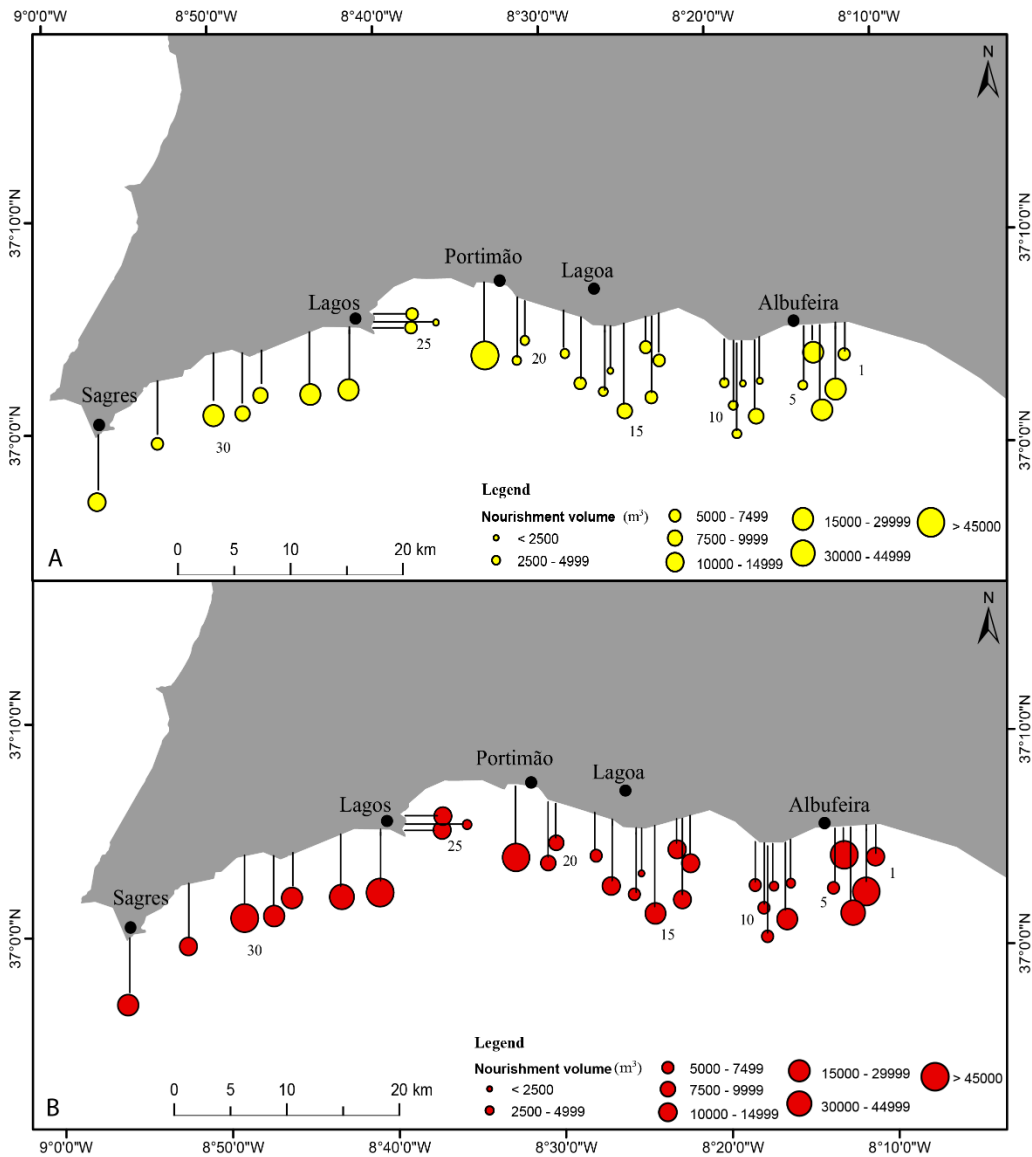 9°0'0"W 8°50'0"W 8°40'0"W 8°30'0"W 8°20'0"W 8°10'0"W
N
37°10'0"N 37°10'0"N
Portimão
Lagoa
Lagos
Albufeira
25
20
1
Sagres
5
10
15
30
37°0'0"N 37°0'0"N
Legend
Nourishment volume (m³)
< 2500
2500 - 4999
5000 - 7499
7500 - 9999
10000 - 14999
15000 - 29999
30000 - 44999
> 45000
0 5 10 20 km
A
N
37°10'0"N 37°10'0"N
Portimão
Lagoa
Lagos
Albufeira
25
20
1
Sagres
5
10
15
30
37°0'0"N 37°0'0"N
Legend
Nourishment volume (m³)
< 2500
2500 - 4999
5000 - 7499
7500 - 9999
10000 - 14999
15000 - 29999
30000 - 44999
> 45000
0 5 10 20 km
B
9°0'0"W 8°50'0"W 8°40'0"W 8°30'0"W 8°20'0"W 8°10'0"W